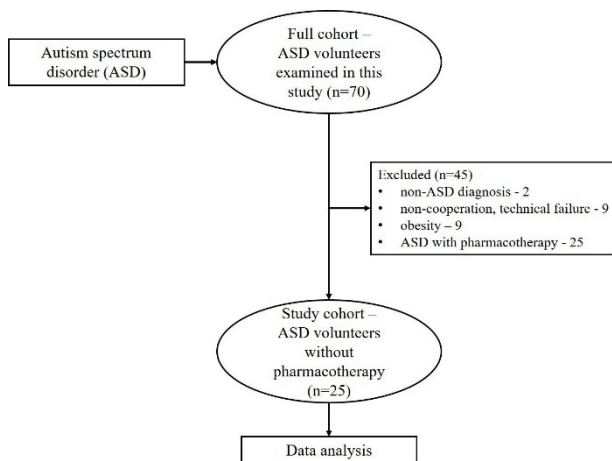 Autism spectrum
disorder (ASD)
Full cohort –
ASD volunteers
examined in this
study (n=70)
Excluded (n=45)
• non-ASD diagnosis - 2
• non-cooperation, technical failure - 9
• obesity – 9
• ASD with pharmacotherapy - 25
Study cohort –
ASD volunteers
without
pharmacotherapy
(n=25)
Data analysis